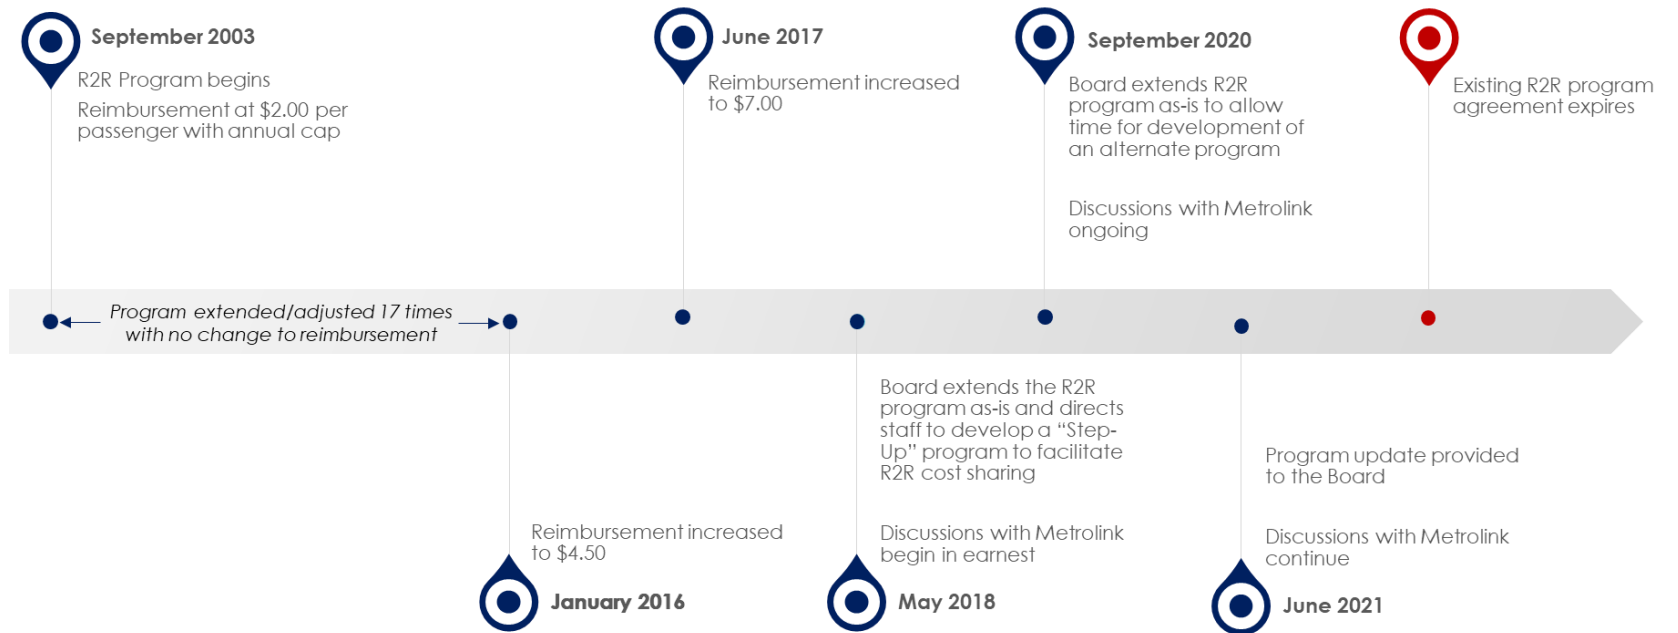 September 2003
R2R Program begins
Reimbursement at $2.00 per
passenger with annual cap
June 2017
Reimbursement increased
to $7.00
September 2020
Board extends R2R
program as-is to allow
time for development of
an alternate program
Discussions with Metrolink
ongoing
Existing R2R program
agreement expires
Program extended/adjusted 17 times
with no change to reimbursement
Reimbursement increased
to $4.50
January 2016
Board extends the R2R
program as-is and directs
staff to develop a “Step-
Up” program to facilitate
R2R cost sharing
Discussions with Metrolink
begin in earnest
May 2018
Program update provided
to the Board
Discussions with Metrolink
continue
June 2021